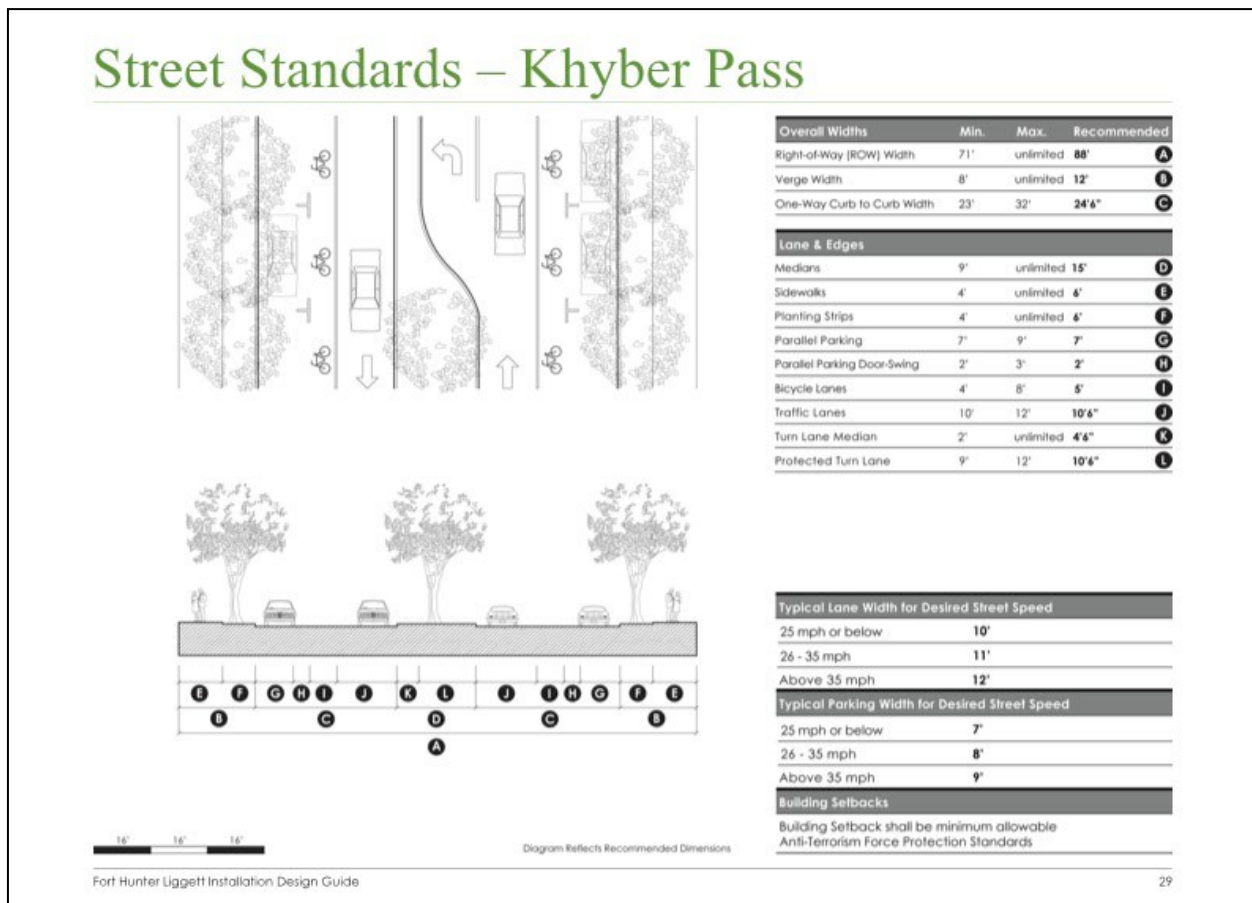 Street Standards – Khyber Pass
Overall Widths Min. Max. Recommended
Right-of-Way (ROW) Width 71' unlimited 88' A
Verge Width 8' unlimited 12' B
One-Way Curb to Curb Width 23' 32' 24'6" C
Lane & Edges
Medians 9' unlimited 15' D
Sidewalks 4' unlimited 6' E
Planting Strips 4' unlimited 6' F
Parallel Parking 7' 9' 7' G
Parallel Parking Door-Swing 2' 3' 2' H
Bicycle Lanes 4' 8' 5' I
Traffic Lanes 10' 12' 10'6" J
Turn Lane Median 2' unlimited 4'6" K
Protected Turn Lane 9' 12' 10'6" L
E F G H I J K L J I H G F E
B C D C B
A
Typical Lane Width for Desired Street Speed
25 mph or below 10'
26 - 35 mph 11'
Above 35 mph 12'
Typical Parking Width for Desired Street Speed
25 mph or below 7'
26 - 35 mph 8'
Above 35 mph 9'
Building Setbacks
Building Setback shall be minimum allowable
Anti-Terrorism Force Protection Standards
16' 16' 16'
Diagram Reflects Recommended Dimensions
Fort Hunter Liggett Installation Design Guide 29